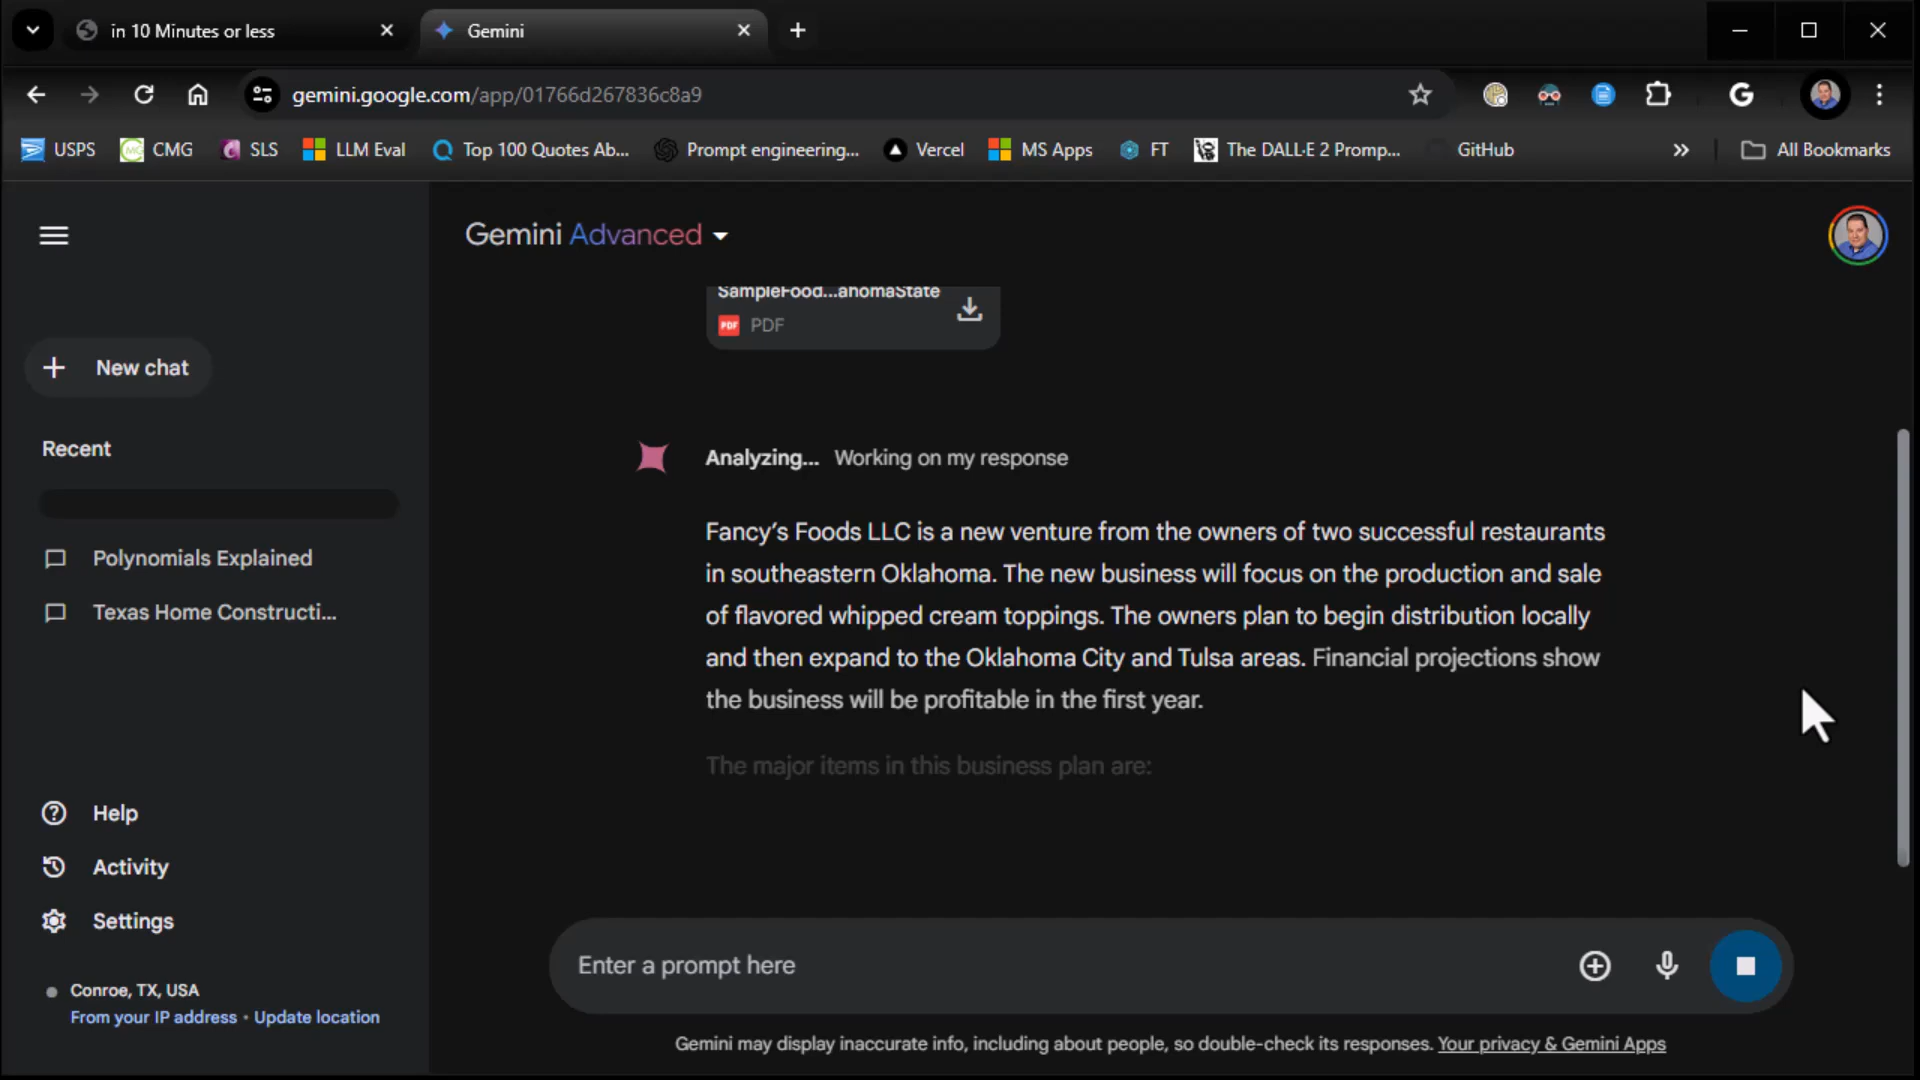 in 10 Minutes or less
Gemini
gemini.google.com/app/01766d267836c8a9
USPS
CMG
SLS
LLM Eval
Top 100 Quotes Ab...
Prompt engineering...
Vercel
MS Apps
FT
The DALL·E 2 Promp...
GitHub
All Bookmarks
Gemini Advanced
SampleFood...ahomaState
PDF
PDF
New chat
Recent
Polynomials Explained
Texas Home Constructi...
Analyzing... Working on my response
Fancy’s Foods LLC is a new venture from the owners of two successful restaurants
in southeastern Oklahoma. The new business will focus on the production and sale
of flavored whipped cream toppings. The owners plan to begin distribution locally
and then expand to the Oklahoma City and Tulsa areas. Financial projections show
the business will be profitable in the first year.
The major items in this business plan are:
Help
Activity
Settings
Conroe, TX, USA
From your IP address • Update location
Enter a prompt here
Gemini may display inaccurate info, including about people, so double-check its responses. Your privacy & Gemini Apps